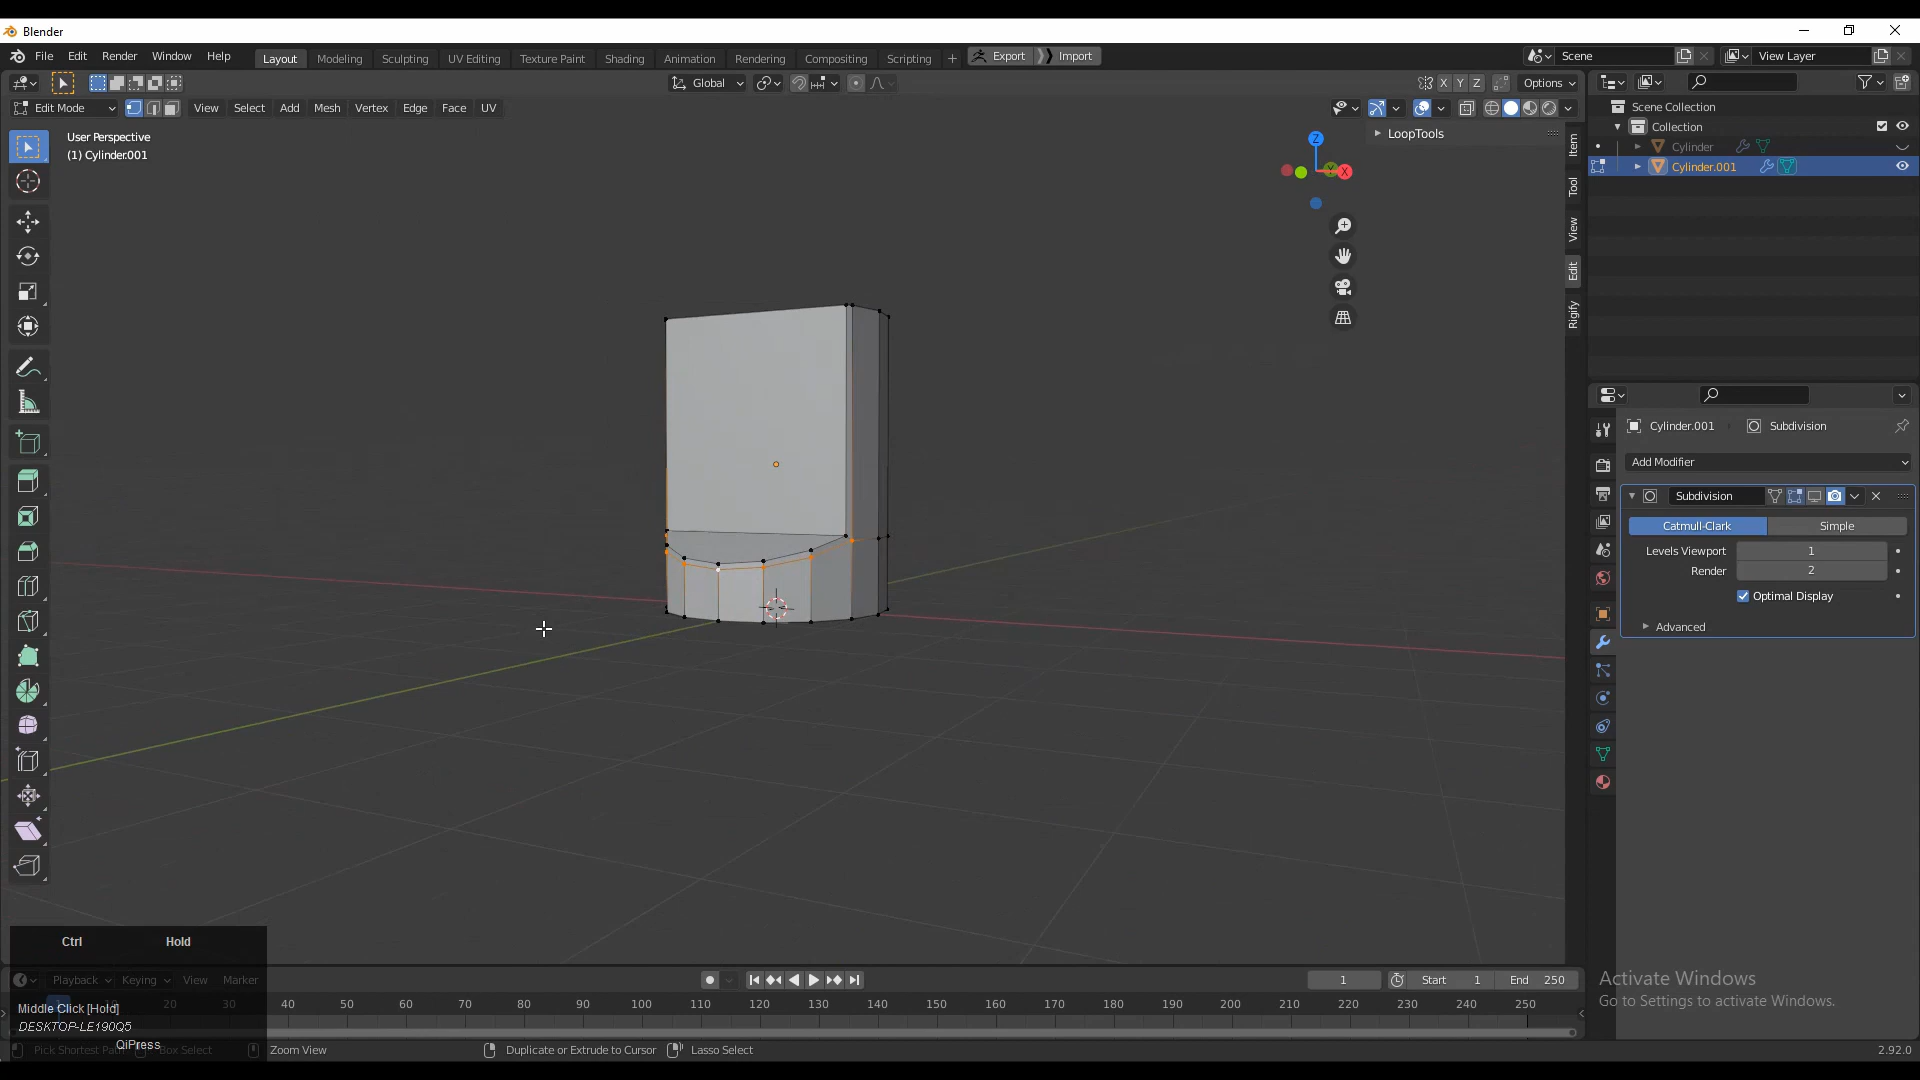 Blender
File Edit Render Window Help Layout Modeling Sculpting UV Editing Texture Paint Shading Animation Rendering Compositing Scripting + Export Import Scene View Layer
Global X Y Z Options
Edit Mode View Select Add Mesh Vertex Edge Face UV
User Perspective
(1) Cylinder.001
Z
X
LoopTools
Item
Tool
View
Edit
Rigify
Scene Collection
Collection
Cylinder
Cylinder.001
Cylinder.001 Subdivision
Add Modifier
Subdivision
Catmull-Clark Simple
Levels Viewport 1
Render 2
Optimal Display
Advanced
Ctrl Hold
Playback Keying View Marker 1 Start 1 End 250
Middle Click [Hold]
1 20 30 40 50 60 70 80 90 100 110 120 130 140 150 160 170 180 190 200 210 220 230 240 250
DESKTOP-LE190Q5
QiPress
Pick Shortest Path Box Select Zoom View Duplicate or Extrude to Cursor Lasso Select 2.92.0
Activate Windows
Go to Settings to activate Windows.